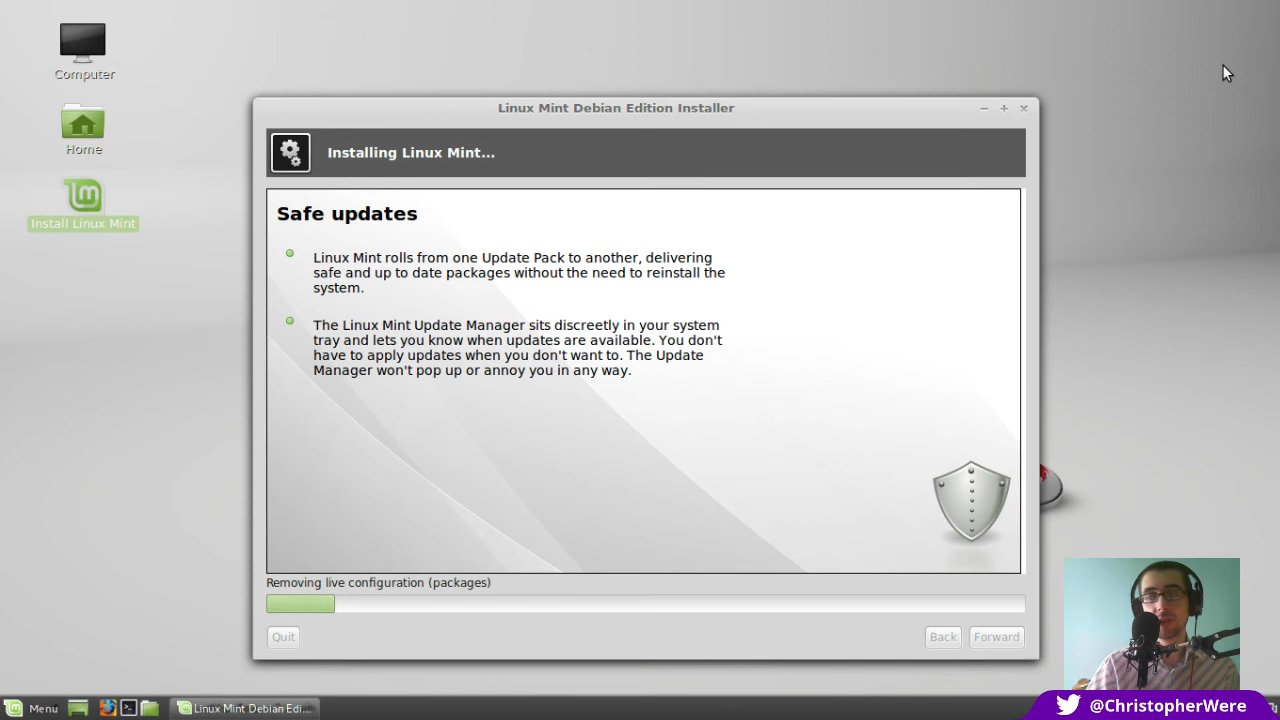 Computer
Home
Install Linux Mint
Linux Mint Debian Edition Installer
Installing Linux Mint...
Safe updates
Linux Mint rolls from one Update Pack to another, delivering
safe and up to date packages without the need to reinstall the
system.
The Linux Mint Update Manager sits discreetly in your system
tray and lets you know when updates are available. You don't
have to apply updates when you don't want to. The Update
Manager won't pop up or annoy you in any way.
Removing live configuration (packages)
Quit
Back
Forward
Menu
Linux Mint Debian Edi...
@ChristopherWere